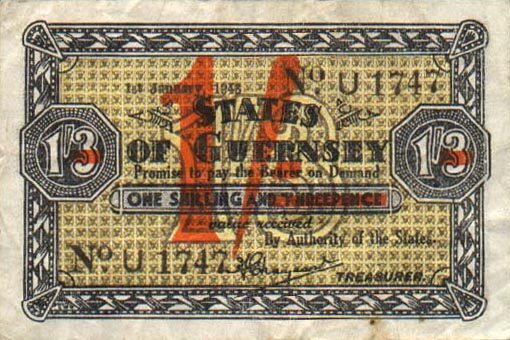 1st January, 1943
No U 1747
1/
STATES
OF GUERNSEY
1/3
1/3
Promise to pay the Bearer on Demand
ONE SHILLING AND THREEPENCE
value received
By Authority of the States.
No U 1747
TREASURER.